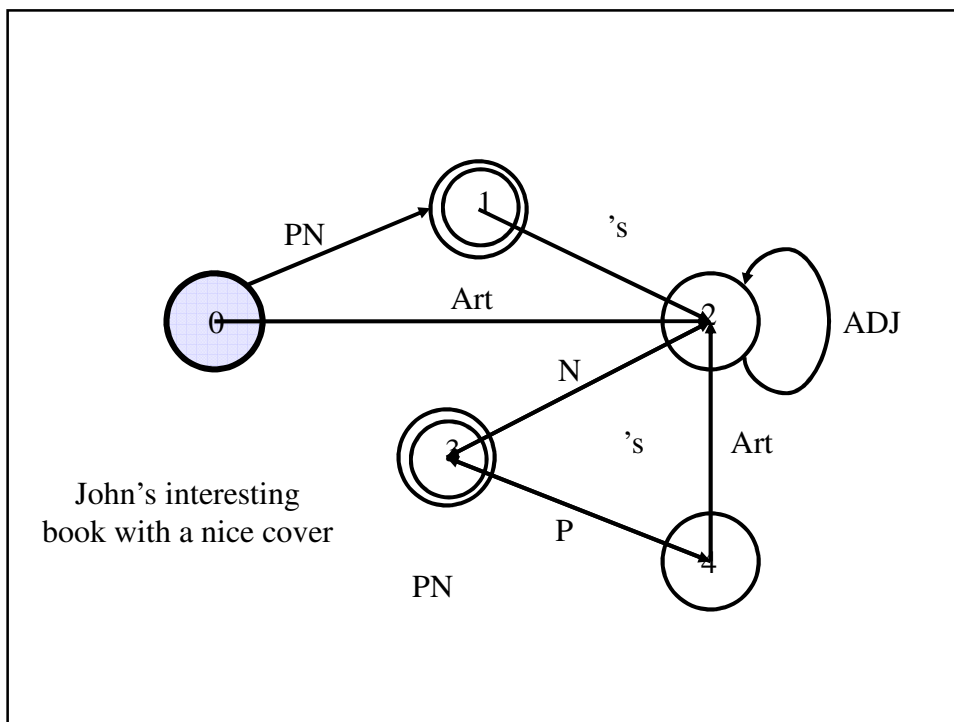 1
PN
's
Art
0
2
ADJ
N
3
's
Art
John's interesting
book with a nice cover
P
4
PN